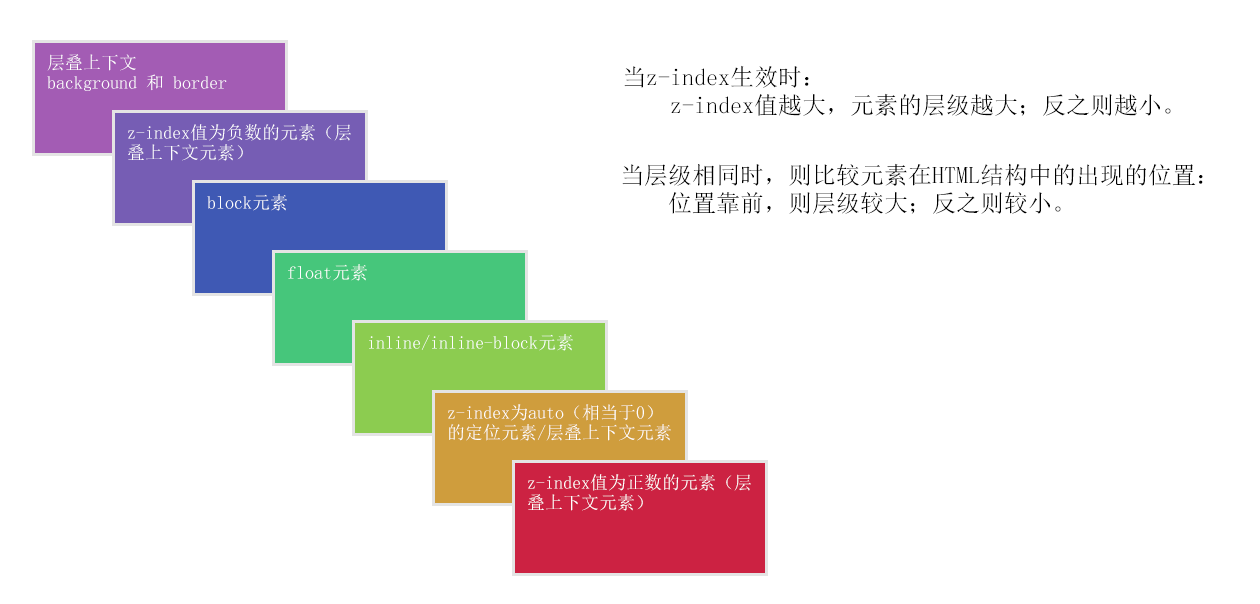 层叠上下文
background 和 border
z-index值为负数的元素（层
叠上下文元素）
block元素
float元素
inline/inline-block元素
z-index为auto（相当于0）
的定位元素/层叠上下文元素
z-index值为正数的元素（层
叠上下文元素）
当z-index生效时：
z-index值越大，元素的层级越大；反之则越小。
当层级相同时，则比较元素在HTML结构中的出现的位置：
位置靠前，则层级较大；反之则较小。